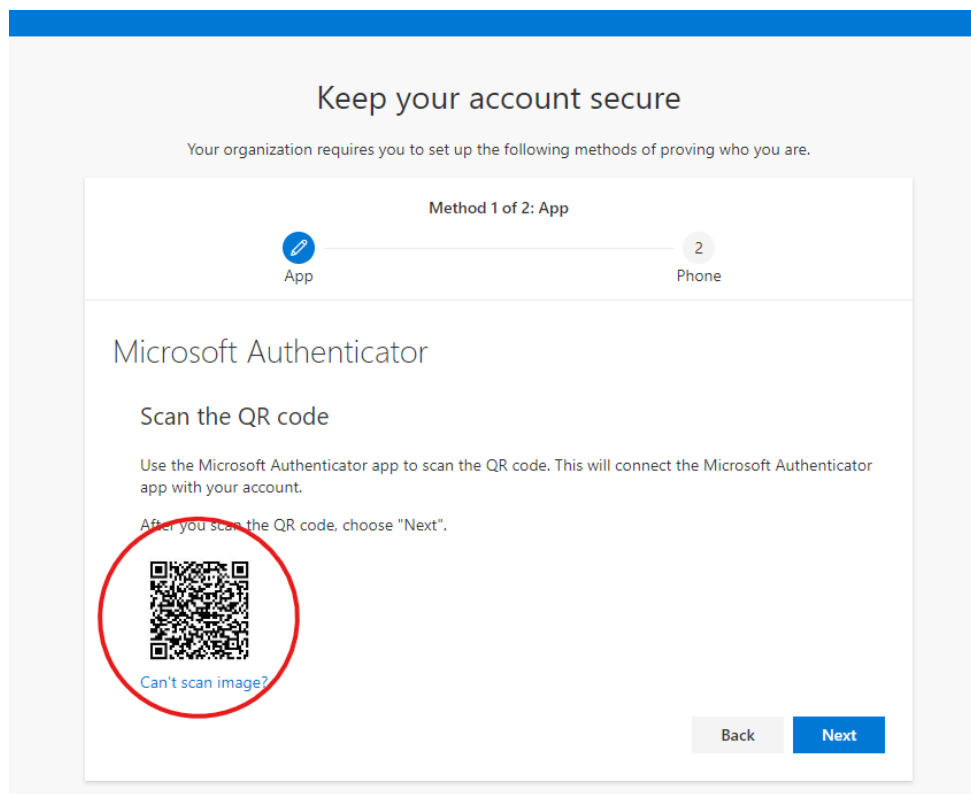 Keep your account secure
Your organization requires you to set up the following methods of proving who you are.
Method 1 of 2: App
2
App
Phone
Microsoft Authenticator
Scan the QR code
Use the Microsoft Authenticator app to scan the QR code. This will connect the Microsoft Authenticator
app with your account.
After you scan the QR code, choose "Next".
Can't scan image?
Back
Next